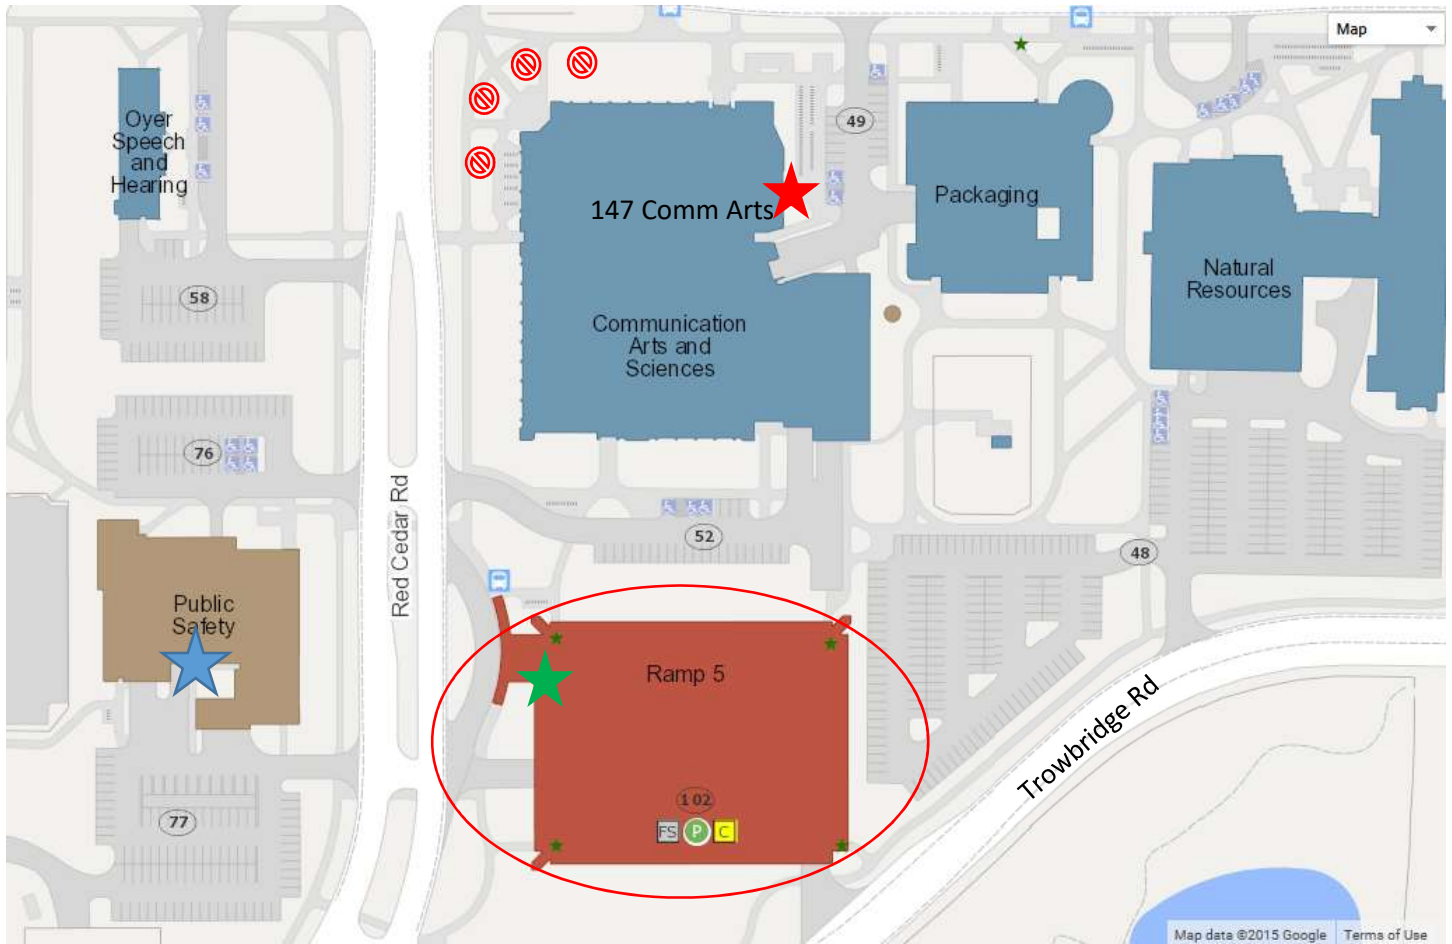 Map
Oyer
Speech
and
Hearing
49
147 Comm Arts
Packaging
Natural
Resources
58
Communication
Arts and
Sciences
76
Red Cedar Rd
52
48
Public
Safety
Ramp 5
Trowbridge Rd
102
FS P C
77
Map data ©2015 Google Terms of Use